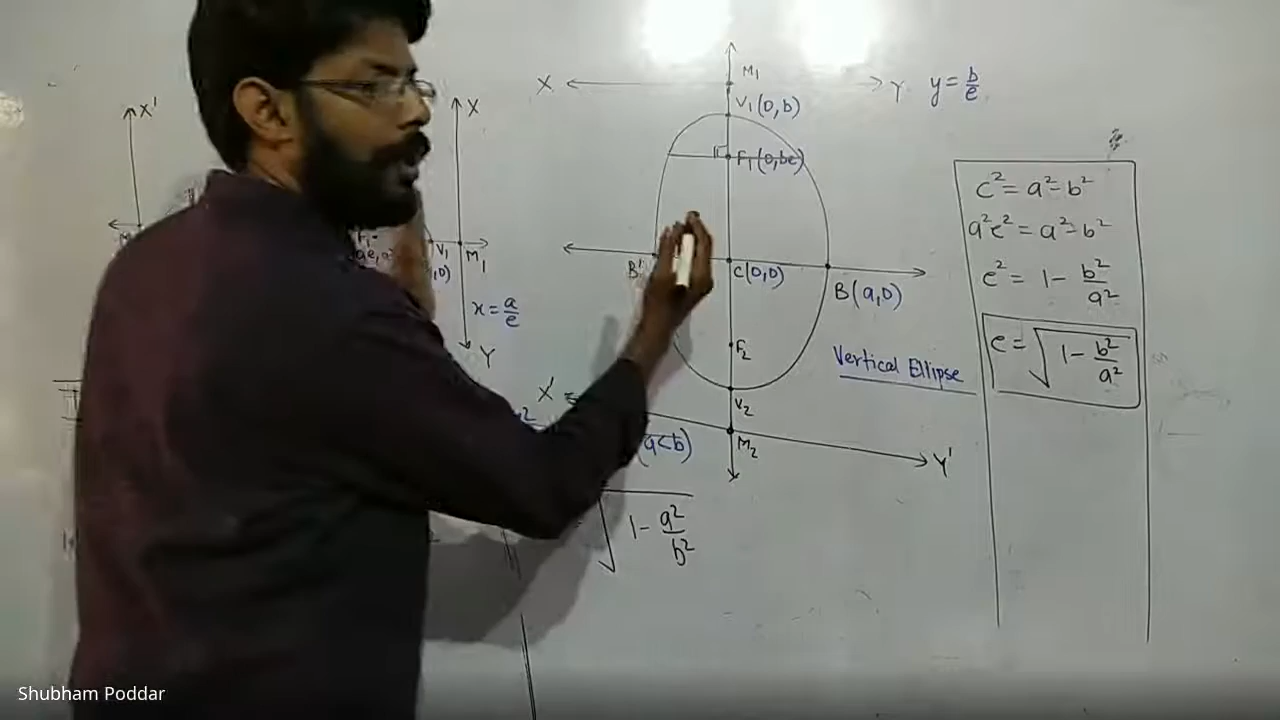 X'
X
V₁
M₁
x = a/e
Y
X
M₁
Y
y = b/e
V₁(0,b)
F₁(0,be)
B'
C(0,0)
B(a,0)
F₂
Vertical Ellipse
V₂
X'
M₂
Y'
(a<b)
√1 - a²/b²
c² = a² - b²
a²e² = a² - b²
e² = 1 - b²/a²
e = √1 - b²/a²
Shubham Poddar